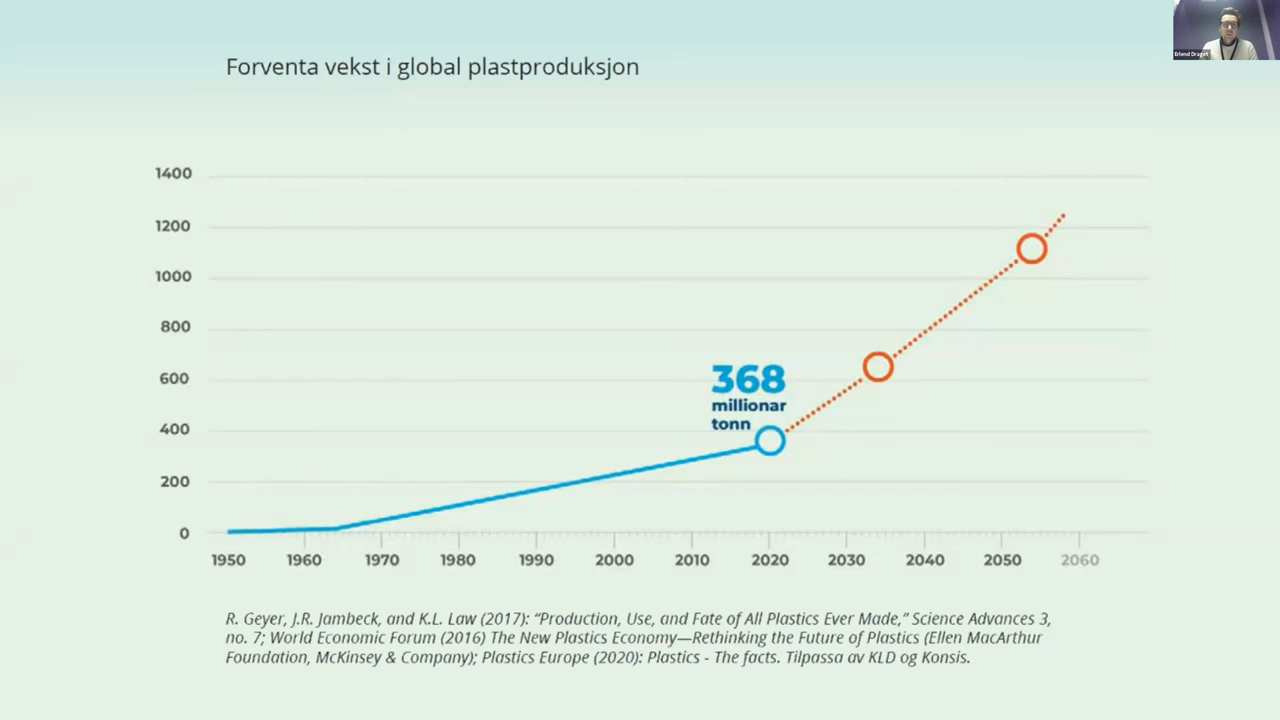 Forventa vekst i global plastproduksjon
Erlend Draget
1400
1200
1000
800
600
400
200
0
368
millionar
tonn
1950 1960 1970 1980 1990 2000 2010 2020 2030 2040 2050 2060
R. Geyer, J.R. Jambeck, and K.L. Law (2017): “Production, Use, and Fate of All Plastics Ever Made,” Science Advances 3,
no. 7; World Economic Forum (2016) The New Plastics Economy—Rethinking the Future of Plastics (Ellen MacArthur
Foundation, McKinsey & Company); Plastics Europe (2020): Plastics - The facts. Tilpassa av KLD og Konsis.